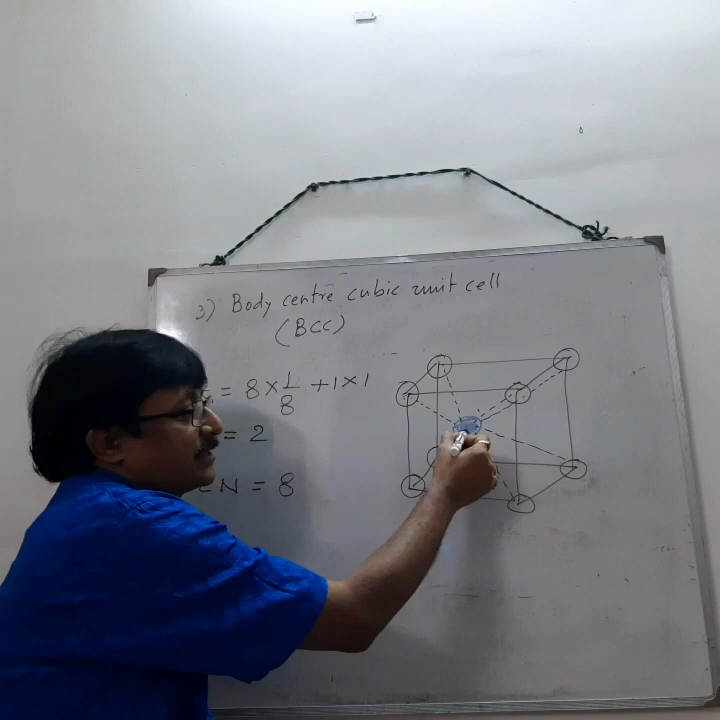 3) Body centre cubic unit cell
(BCC)
= 8 × 1/8 + 1 × 1
= 2
C N = 8